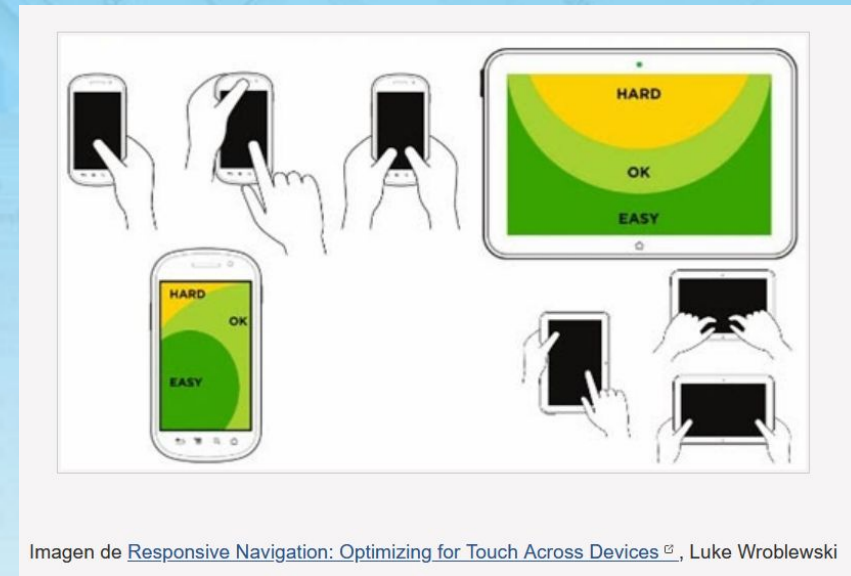 HARD
OK
EASY
HARD
OK
EASY
Imagen de Responsive Navigation: Optimizing for Touch Across Devices, Luke Wroblewski